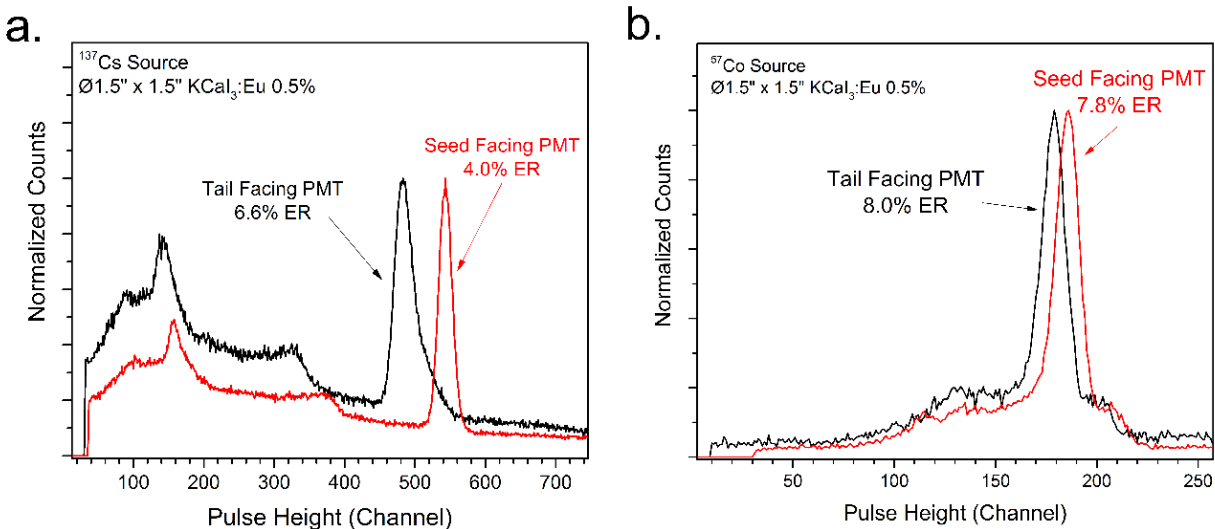 a.
¹³⁷Cs Source
Ø1.5" x 1.5" KCaI₃:Eu 0.5%
Seed Facing PMT
4.0% ER
Tail Facing PMT
6.6% ER
Normalized Counts
100 200 300 400 500 600 700
Pulse Height (Channel)
b.
⁵⁷Co Source
Ø1.5" x 1.5" KCaI₃:Eu 0.5%
Seed Facing PMT
7.8% ER
Tail Facing PMT
8.0% ER
Normalized Counts
50 100 150 200 250
Pulse Height (Channel)